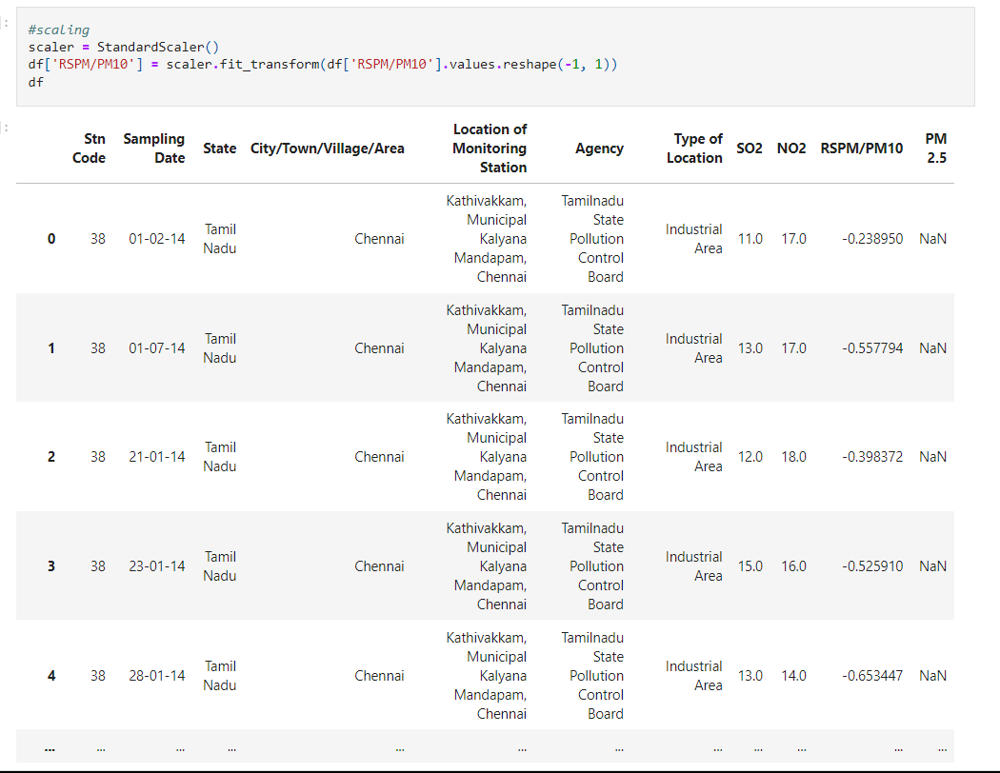 #scaling
scaler = StandardScaler()
df['RSPM/PM10'] = scaler.fit_transform(df['RSPM/PM10'].values.reshape(-1, 1))
df
Stn Code Sampling Date State City/Town/Village/Area Location of Monitoring Station Agency Type of Location SO2 NO2 RSPM/PM10 PM 2.5
0 38 01-02-14 Tamil Nadu Chennai Kathivakkam, Municipal Kalyana Mandapam, Chennai Tamilnadu State Pollution Control Board Industrial Area 11.0 17.0 -0.238950 NaN
1 38 01-07-14 Tamil Nadu Chennai Kathivakkam, Municipal Kalyana Mandapam, Chennai Tamilnadu State Pollution Control Board Industrial Area 13.0 17.0 -0.557794 NaN
2 38 21-01-14 Tamil Nadu Chennai Kathivakkam, Municipal Kalyana Mandapam, Chennai Tamilnadu State Pollution Control Board Industrial Area 12.0 18.0 -0.398372 NaN
3 38 23-01-14 Tamil Nadu Chennai Kathivakkam, Municipal Kalyana Mandapam, Chennai Tamilnadu State Pollution Control Board Industrial Area 15.0 16.0 -0.525910 NaN
4 38 28-01-14 Tamil Nadu Chennai Kathivakkam, Municipal Kalyana Mandapam, Chennai Tamilnadu State Pollution Control Board Industrial Area 13.0 14.0 -0.653447 NaN
... ... ... ... ... ... ... ... ... ... ... ...